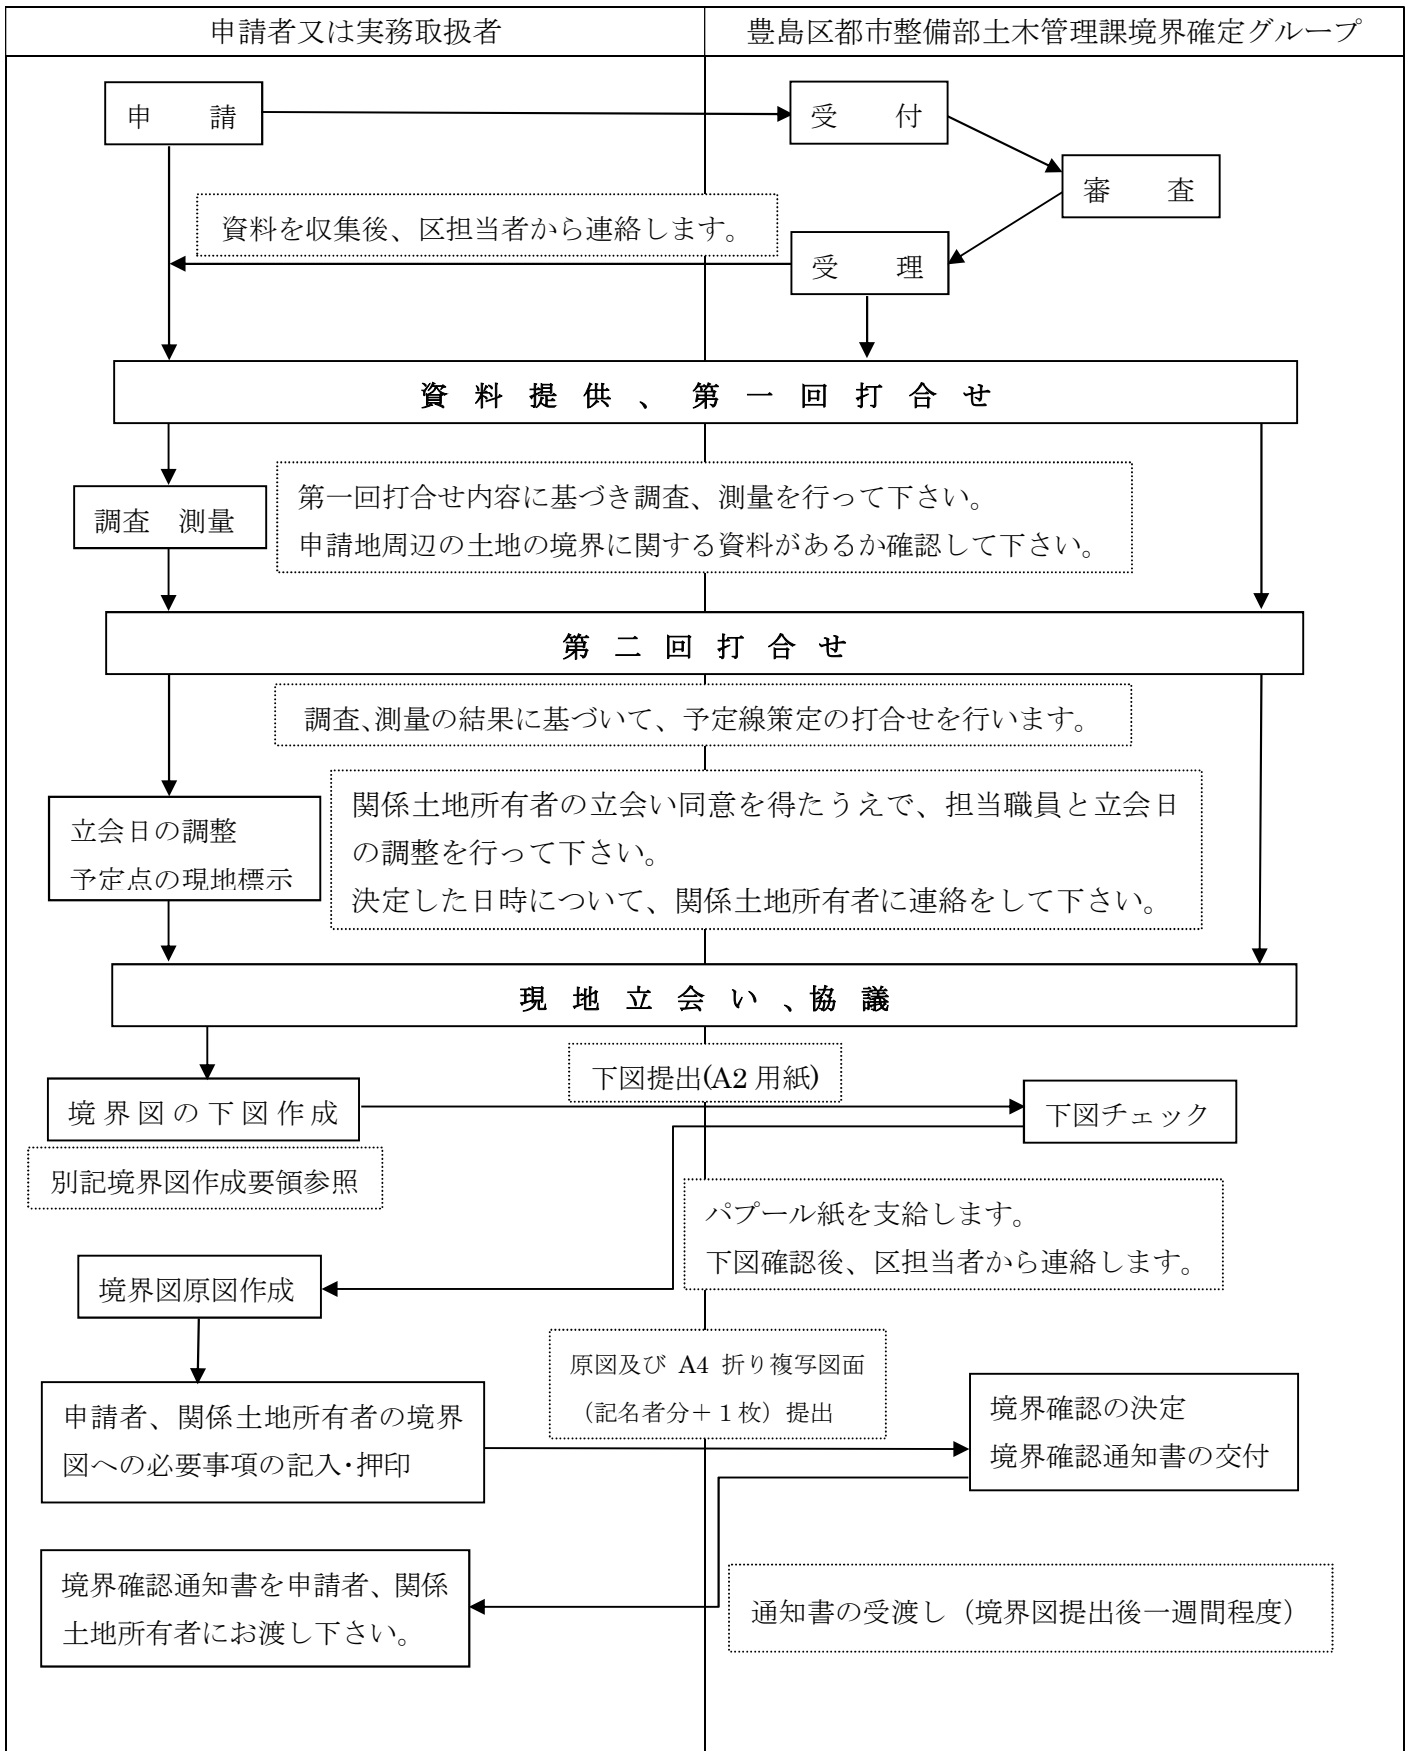 申請者又は実務取扱者
豊島区都市整備部土木管理課境界確定グループ
申　請
受　付
審　査
資料を収集後、区担当者から連絡します。
受　理
資料提供、第一回打合せ
調査　測量
第一回打合せ内容に基づき調査、測量を行って下さい。
申請地周辺の土地の境界に関する資料があるか確認して下さい。
第二回打合せ
調査、測量の結果に基づいて、予定線策定の打合せを行います。
立会日の調整
予定点の現地標示
関係土地所有者の立会い同意を得たうえで、担当職員と立会日
の調整を行って下さい。
決定した日時について、関係土地所有者に連絡をして下さい。
現地立会い、協議
下図提出(A2 用紙)
境界図の下図作成
下図チェック
別記境界図作成要領参照
パプール紙を支給します。
下図確認後、区担当者から連絡します。
境界図原図作成
原図及び A4 折り複写図面
（記名者分＋１枚）提出
申請者、関係土地所有者の境界
図への必要事項の記入・押印
境界確認の決定
境界確認通知書の交付
境界確認通知書を申請者、関係
土地所有者にお渡し下さい。
通知書の受渡し（境界図提出後一週間程度）